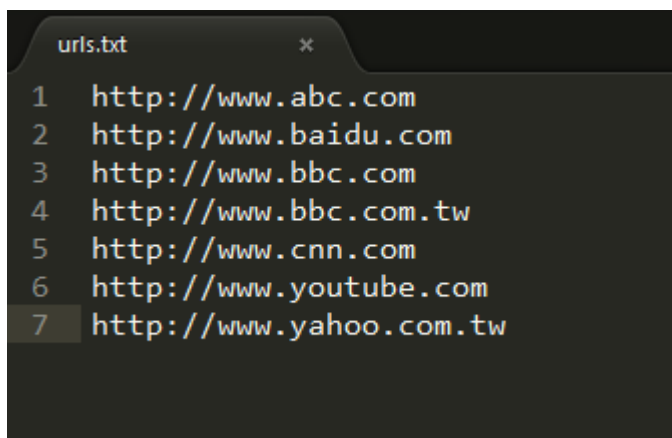 urls.txt ×
1 http://www.abc.com
2 http://www.baidu.com
3 http://www.bbc.com
4 http://www.bbc.com.tw
5 http://www.cnn.com
6 http://www.youtube.com
7 http://www.yahoo.com.tw